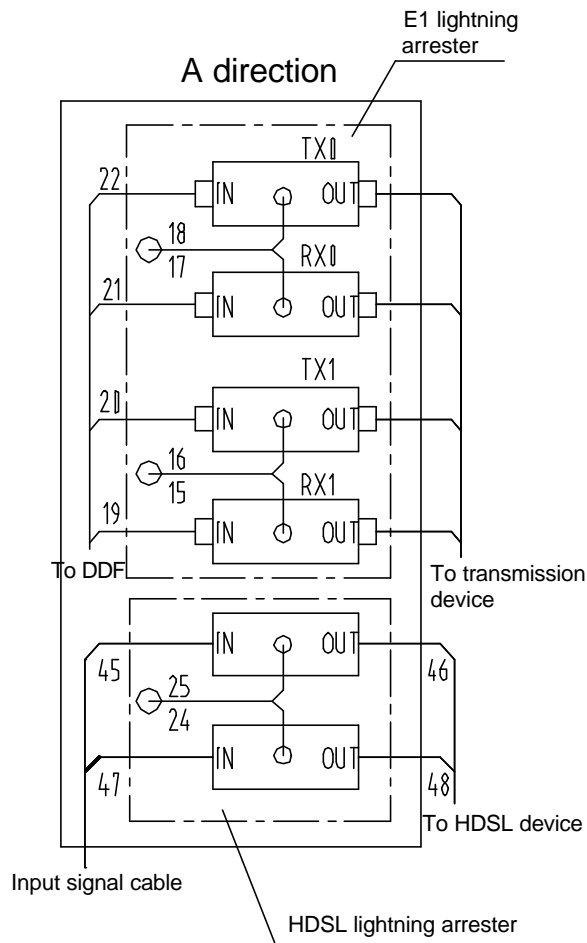 E1 lightning
arrester
A direction
TX0
22
IN
OUT
18
17
RX0
21
IN
OUT
TX1
20
IN
OUT
16
15
RX1
19
IN
OUT
To DDF
To transmission
device
IN
OUT
45
46
25
24
IN
OUT
47
48
To HDSL device
Input signal cable
HDSL lightning arrester